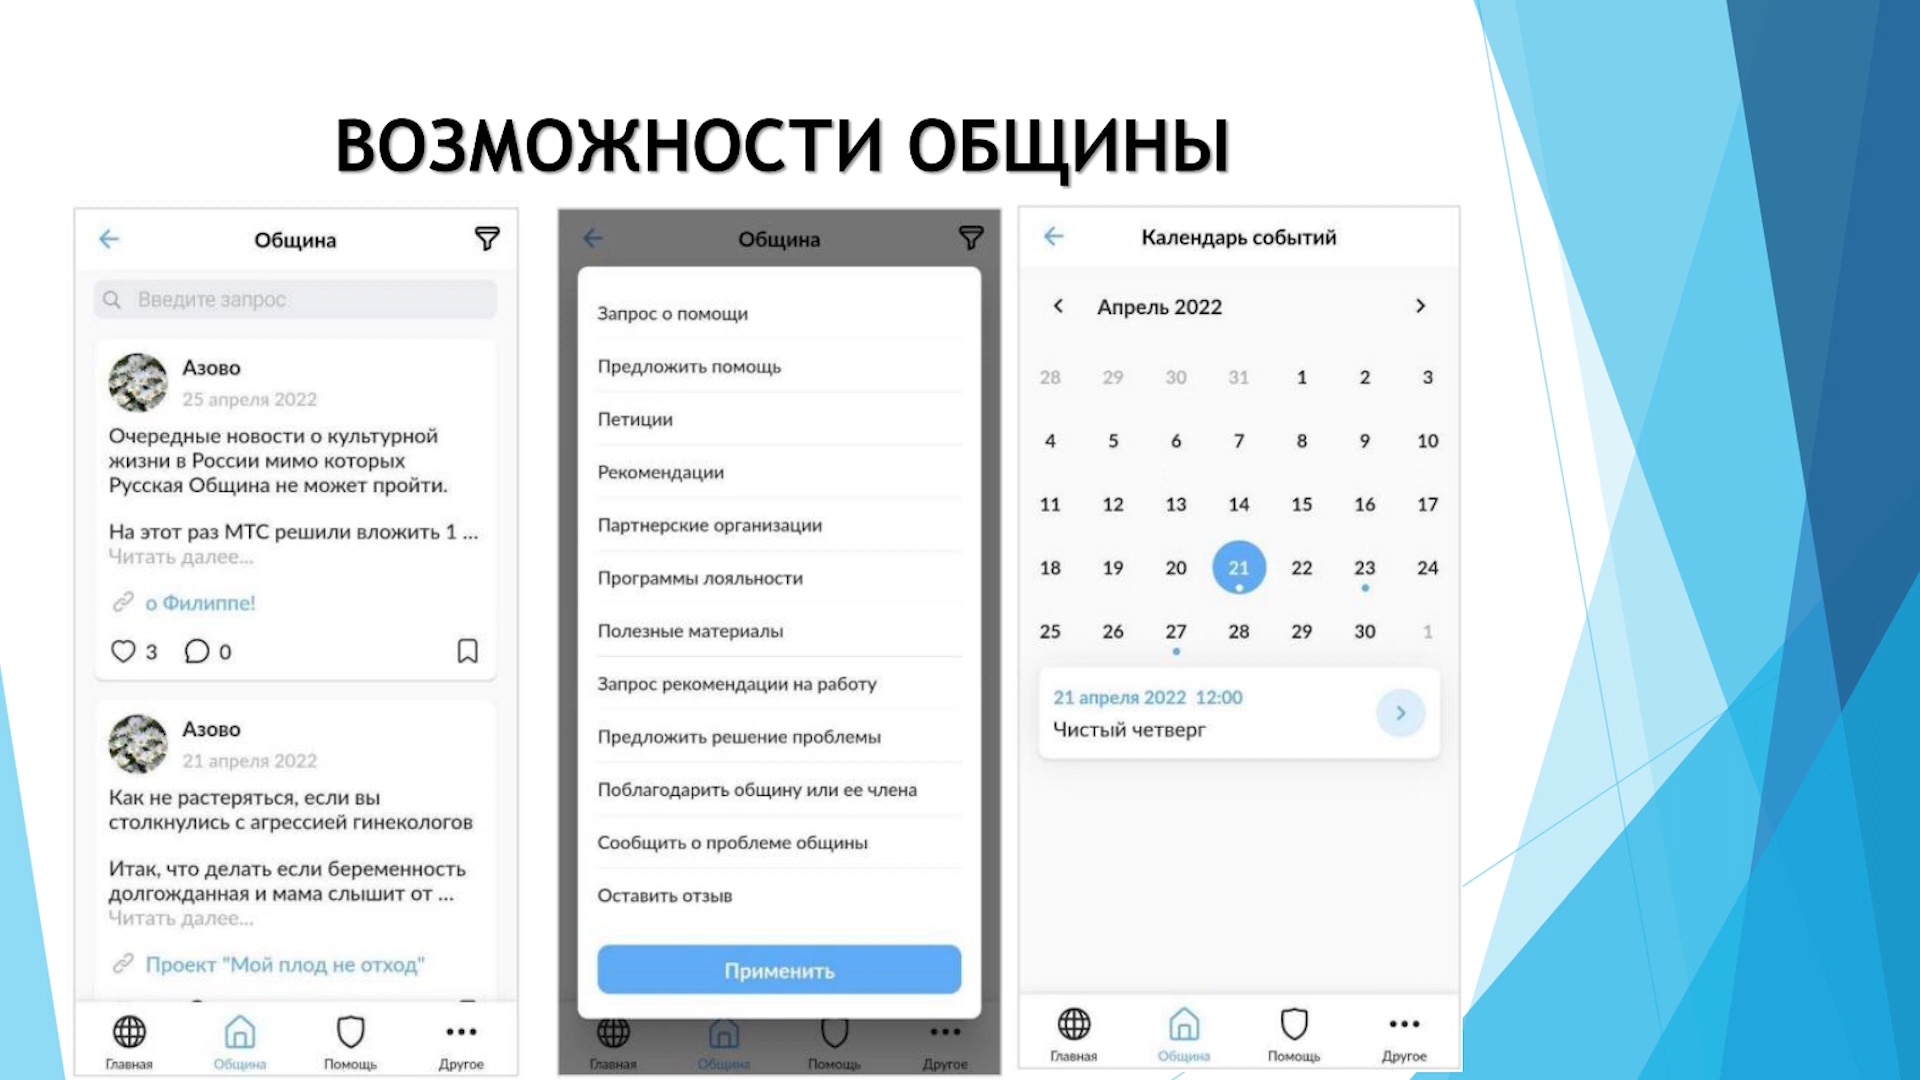 ВОЗМОЖНОСТИ ОБЩИНЫ
Община
Введите запрос
Азово
25 апреля 2022
Очередные новости о культурной
жизни в России мимо которых
Русская Община не может пройти.
На этот раз МТС решили вложить 1 ...
Читать далее...
о Филиппе!
3 0
Азово
21 апреля 2022
Как не растеряться, если вы
столкнулись с агрессией гинекологов
Итак, что делать если беременность
долгожданная и мама слышит от ...
Читать далее...
Проект "Мой плод не отход"
Главная Община Помощь Другое
Община
Запрос о помощи
Предложить помощь
Петиции
Рекомендации
Партнерские организации
Программы лояльности
Полезные материалы
Запрос рекомендации на работу
Предложить решение проблемы
Поблагодарить общину или ее члена
Сообщить о проблеме общины
Оставить отзыв
Применить
Главная Община Помощь Другое
Календарь событий
Апрель 2022
28 29 30 31 1 2 3
4 5 6 7 8 9 10
11 12 13 14 15 16 17
18 19 20 21 22 23 24
25 26 27 28 29 30 1
21 апреля 2022 12:00
Чистый четверг
Главная Община Помощь Другое